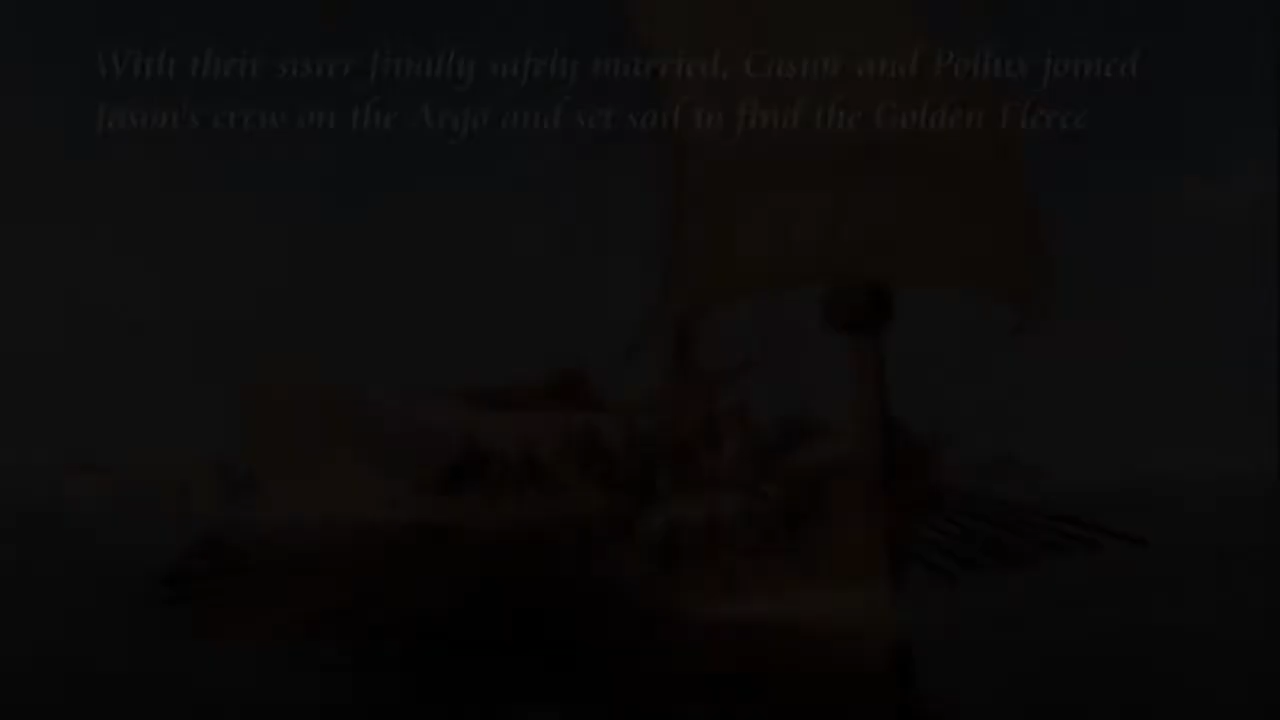 With their sister finally safely married, Castor and Pollux joined
Jason's crew on the Argo and set sail to find the Golden Fleece